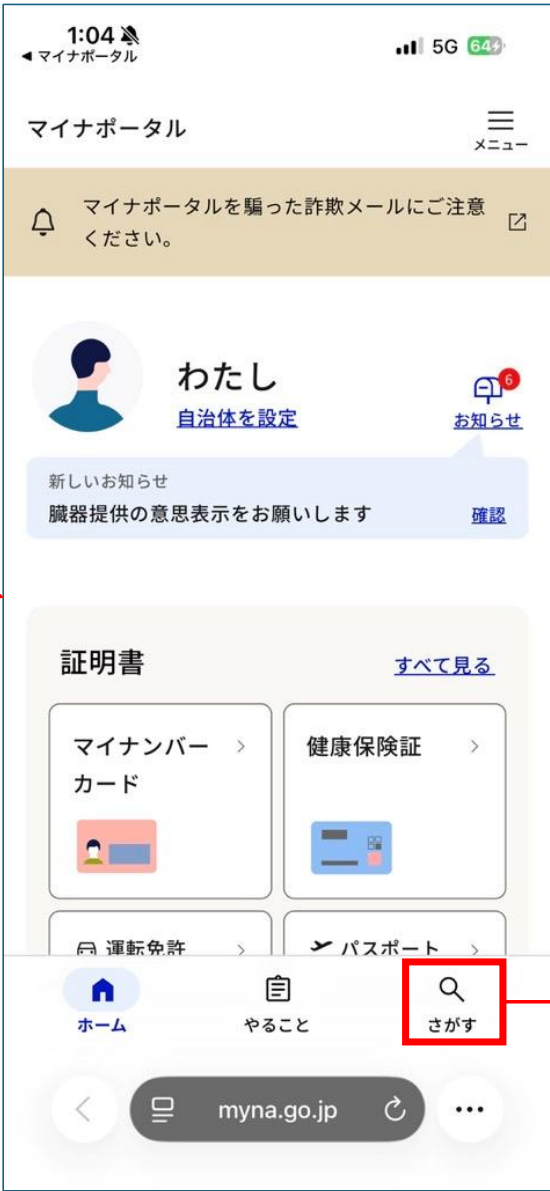 1:04
◀ マイナポータル
5G 64
マイナポータル
メニュー
マイナポータルを騙った詐欺メールにご注意
ください。
わたし
自治体を設定
6
お知らせ
新しいお知らせ
臓器提供の意思表示をお願いします
確認
証明書
すべて見る
マイナンバー
カード
健康保険証
運転免許
パスポート
ホーム
やること
さがす
myna.go.jp